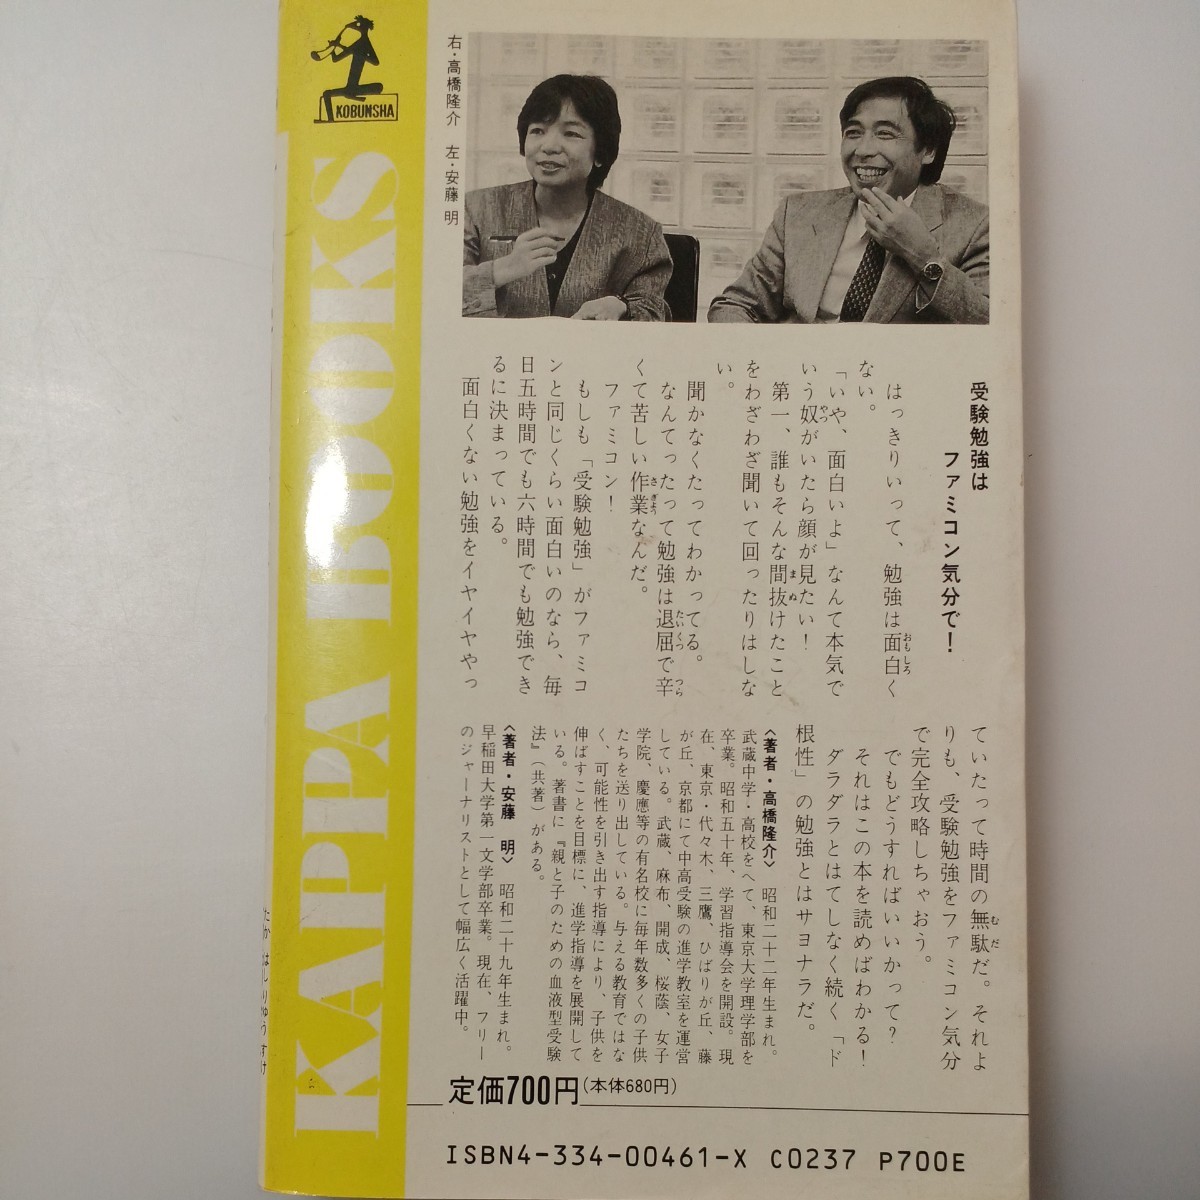 KOBUNSHA
KAPPA BOOKS
右・高橋隆介　左・安藤　明
受験勉強は
ファミコン気分で！
はっきりいって、勉強は面白く
おもしろ
ない。
「いや、面白いよ」なんて本気で
いう奴がいたら顔が見たい！
やつ
第一、誰もそんな間抜けたこと
まぬ
をわざわざ聞いて回ったりはしな
い。
聞かなくたってわかってる。
なんてったって勉強は退屈で辛
たいくつ　つら
くて苦しい作業なんだ。
さぎょう
ファミコン！
もしも「受験勉強」がファミコ
ンと同じくらい面白いのなら、毎
日五時間でも六時間でも勉強でき
るに決まっている。
面白くない勉強をイヤイヤやっ
ていたって時間の無駄だ。それよ
むだ
りも、受験勉強をファミコン気分
で完全攻略しちゃおう。
でもどうすればいいかって？
それはこの本を読めばわかる！
ダラダラとはてしなく続く「ド
根性」の勉強とはサヨナラだ。
〈著者・高橋隆介〉　昭和二十二年生まれ。
武蔵中学・高校をへて、東京大学理学部を
卒業。昭和五十年、学習指導会を開設。現
在、東京・代々木、三鷹、ひばりが丘、藤
が丘、京都にて中高受験の進学教室を運営
している。武蔵、麻布、開成、桜蔭、女子
学院、慶應等の有名校に毎年数多くの子供
たちを送り出している。与える教育ではな
く、可能性を引き出す指導により、子供を
伸ばすことを目標に、進学指導を展開して
いる。著書に『親と子のための血液型受験
法』（共著）がある。
〈著者・安藤　明〉　昭和二十九年生まれ。
早稲田大学第一文学部卒業。現在、フリー
のジャーナリストとして幅広く活躍中。
定価700円（本体680円）
ISBN4-334-00461-X C0237 P700E
たか はし りゅう すけ